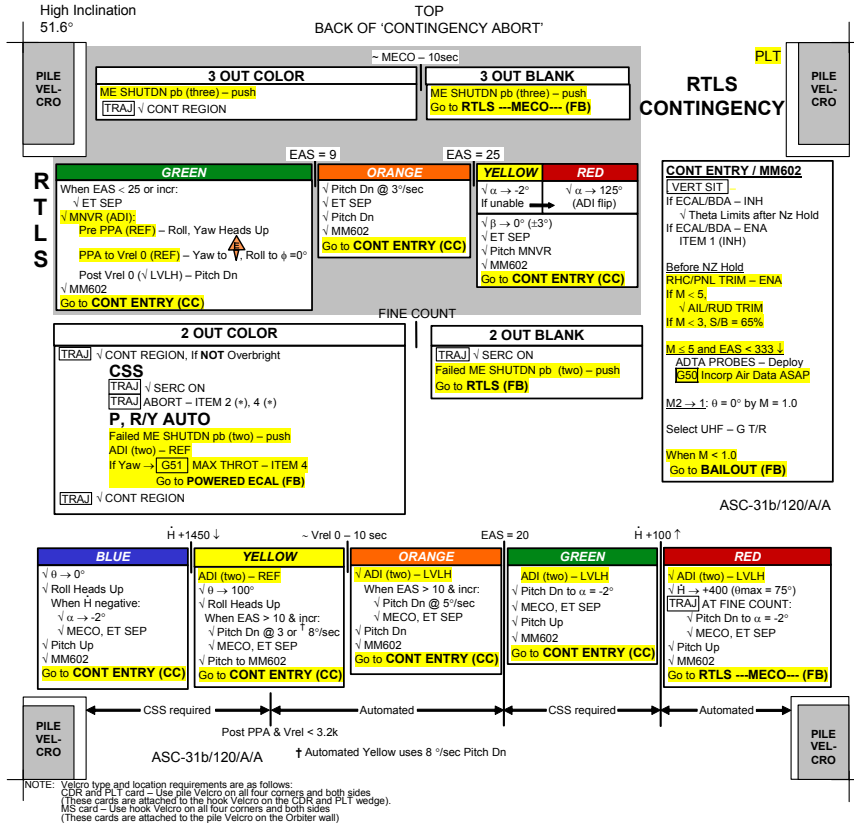 High Inclination
51.6°
TOP
BACK OF 'CONTINGENCY ABORT'
PLT
PILE
VEL-
CRO
PILE
VEL-
CRO
~ MECO – 10sec
RTLS
CONTINGENCY
3 OUT COLOR
ME SHUTDN pb (three) – push
TRAJ √ CONT REGION
3 OUT BLANK
ME SHUTDN pb (three) – push
Go to RTLS ---MECO--- (FB)
R
T
L
S
EAS = 9
EAS = 25
GREEN
When EAS < 25 or incr:
√ ET SEP
√ MNVR (ADI):
Pre PPA (REF) – Roll, Yaw Heads Up
PPA to Vrel 0 (REF) – Yaw to E, Roll to ϕ =0°
Post Vrel 0 (√ LVLH) – Pitch Dn
√ MM602
Go to CONT ENTRY (CC)
ORANGE
√ Pitch Dn @ 3°/sec
√ ET SEP
√ Pitch Dn
√ MM602
Go to CONT ENTRY (CC)
YELLOW
√ α → -2°
If unable
RED
√ α → 125°
(ADI flip)
√ β → 0° (±3°)
√ ET SEP
√ Pitch MNVR
√ MM602
Go to CONT ENTRY (CC)
CONT ENTRY / MM602
VERT SIT
If ECAL/BDA – INH
√ Theta Limits after Nz Hold
If ECAL/BDA – ENA
ITEM 1 (INH)
Before NZ Hold
RHC/PNL TRIM – ENA
If M < 5,
√ AIL/RUD TRIM
If M < 3, S/B = 65%
M ≤ 5 and EAS < 333 ↓
ADTA PROBES – Deploy
G50 Incorp Air Data ASAP
M2 → 1: θ = 0° by M = 1.0
Select UHF – G T/R
When M < 1.0
Go to BAILOUT (FB)
FINE COUNT
2 OUT COLOR
TRAJ √ CONT REGION, If NOT Overbright
CSS
TRAJ √ SERC ON
TRAJ ABORT – ITEM 2 (∗), 4 (∗)
P, R/Y AUTO
Failed ME SHUTDN pb (two) – push
ADI (two) – REF
If Yaw → G51 MAX THROT – ITEM 4
Go to POWERED ECAL (FB)
TRAJ √ CONT REGION
2 OUT BLANK
TRAJ √ SERC ON
Failed ME SHUTDN pb (two) – push
Go to RTLS (FB)
ASC-31b/120/A/A
Ḣ +1450 ↓
~ Vrel 0 – 10 sec
EAS = 20
Ḣ +100 ↑
BLUE
√ θ → 0°
√ Roll Heads Up
When Ḣ negative:
√ α → -2°
√ MECO, ET SEP
√ Pitch Up
√ MM602
Go to CONT ENTRY (CC)
YELLOW
ADI (two) – REF
√ θ → 100°
√ Roll Heads Up
When EAS > 10 & incr:
√ Pitch Dn @ 3 or † 8°/sec
√ MECO, ET SEP
√ Pitch to MM602
Go to CONT ENTRY (CC)
ORANGE
√ ADI (two) – LVLH
When EAS > 10 & incr:
√ Pitch Dn @ 5°/sec
√ MECO, ET SEP
√ Pitch Dn
√ MM602
Go to CONT ENTRY (CC)
GREEN
ADI (two) – LVLH
√ Pitch Dn to α = -2°
√ MECO, ET SEP
√ Pitch Up
√ MM602
Go to CONT ENTRY (CC)
RED
√ ADI (two) – LVLH
√ Ḣ → +400 (θmax = 75°)
TRAJ AT FINE COUNT:
√ Pitch Dn to α = -2°
√ MECO, ET SEP
√ Pitch Up
√ MM602
Go to RTLS ---MECO--- (FB)
CSS required
Automated
CSS required
Automated
Post PPA & Vrel < 3.2k
PILE
VEL-
CRO
ASC-31b/120/A/A
† Automated Yellow uses 8 °/sec Pitch Dn
PILE
VEL-
CRO
NOTE: Velcro type and location requirements are as follows:
CDR and PLT card – Use pile Velcro on all four corners and both sides
(These cards are attached to the hook Velcro on the CDR and PLT wedge).
MS card – Use hook Velcro on all four corners and both sides
(These cards are attached to the pile Velcro on the Orbiter wall)